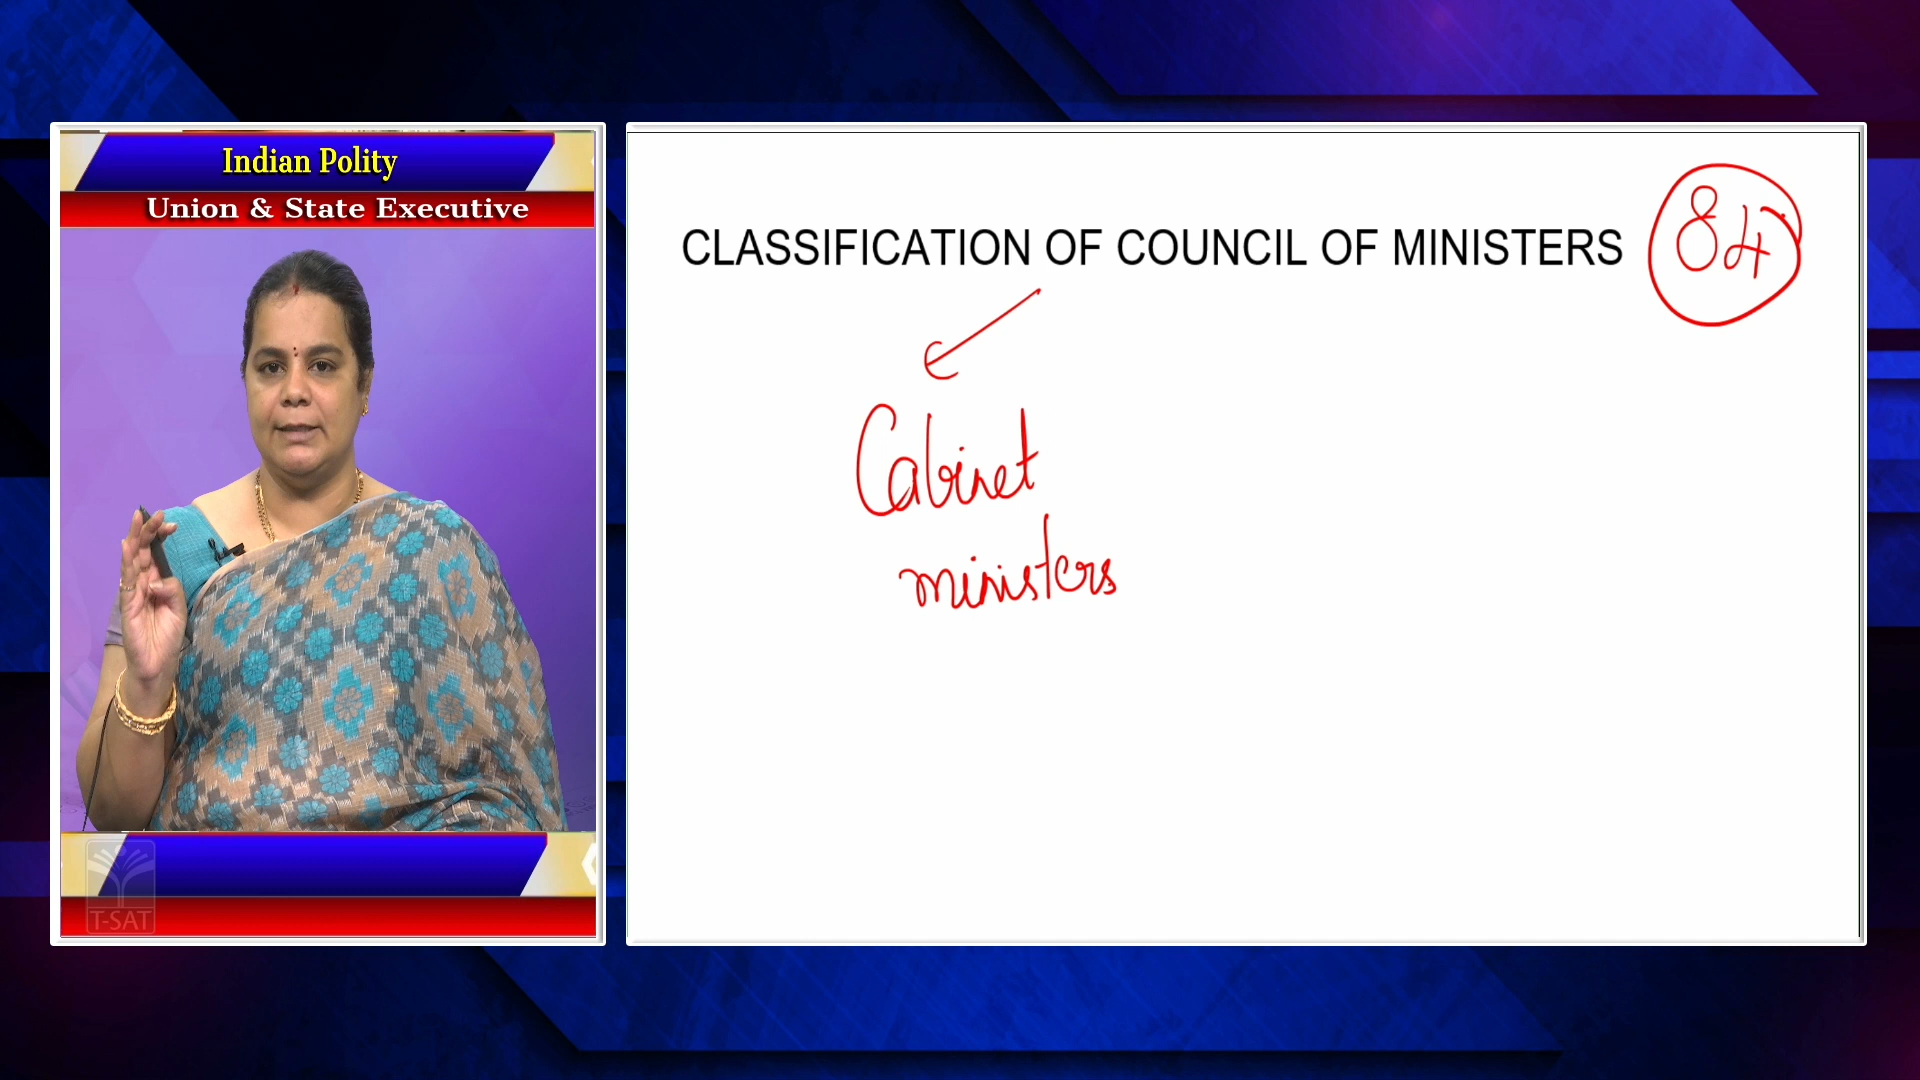 Indian Polity
Union & State Executive
CLASSIFICATION OF COUNCIL OF MINISTERS
84
Cabinet
ministers
T-SAT